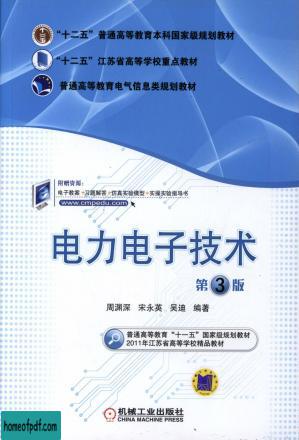 “十二五”普通高等教育本科国家级规划教材
“十二五”江苏省高等学校重点教材
普通高等教育电气信息类规划教材
附赠资源：
电子教案+习题解答+仿真实验模型+实操实验指导书
www.cmpedu.com
电力电子技术
第3版
周渊深 宋永英 吴迪 编著
普通高等教育“十一五”国家级规划教材
2011年江苏省高等学校精品教材
机械工业出版社
CHINA MACHINE PRESS
homeofpdf.com